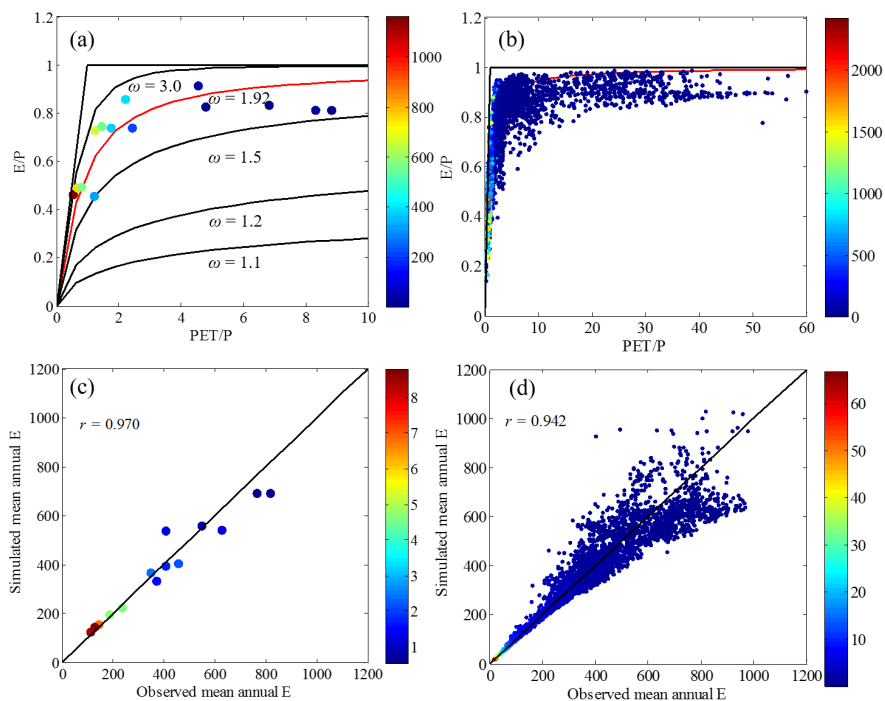 (a)
1.2
1
0.8
0.6
0.4
0.2
0
E/P
0 2 4 6 8 10
PET/P
ω = 3.0
ω = 1.92
ω = 1.5
ω = 1.2
ω = 1.1
1000
800
600
400
200
0
(b)
1.2
1
0.8
0.6
0.4
0.2
0
E/P
0 10 20 30 40 50 60
PET/P
2000
1500
1000
500
0
(c)
r = 0.970
1200
1000
800
600
400
200
0
Simulated mean annual E
0 200 400 600 800 1000 1200
Observed mean annual E
8
7
6
5
4
3
2
1
(d)
r = 0.942
1200
1000
800
600
400
200
0
Simulated mean annual E
0 200 400 600 800 1000 1200
Observed mean annual E
60
50
40
30
20
10